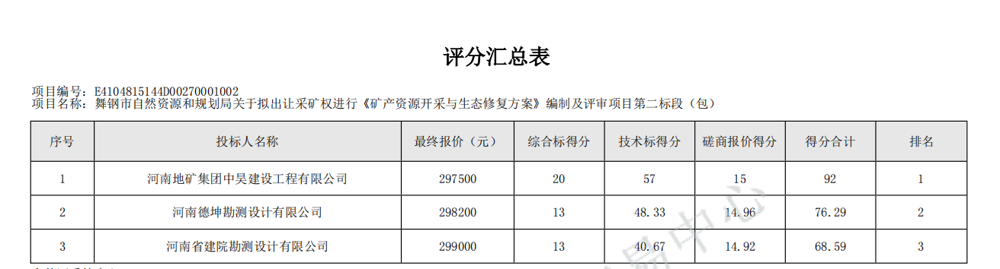 评分汇总表
项目编号: E4104815144D00270001002
项目名称: 舞钢市自然资源和规划局关于拟出让采矿权进行《矿产资源开采与生态修复方案》编制及评审项目第二标段（包）
序号 投标人名称 最终报价（元） 综合标得分 技术标得分 磋商报价得分 得分合计 排名
1 河南地矿集团中昊建设工程有限公司 297500 20 57 15 92 1
2 河南德坤勘测设计有限公司 298200 13 48.33 14.96 76.29 2
3 河南省建院勘测设计有限公司 299000 13 40.67 14.92 68.59 3
易中心